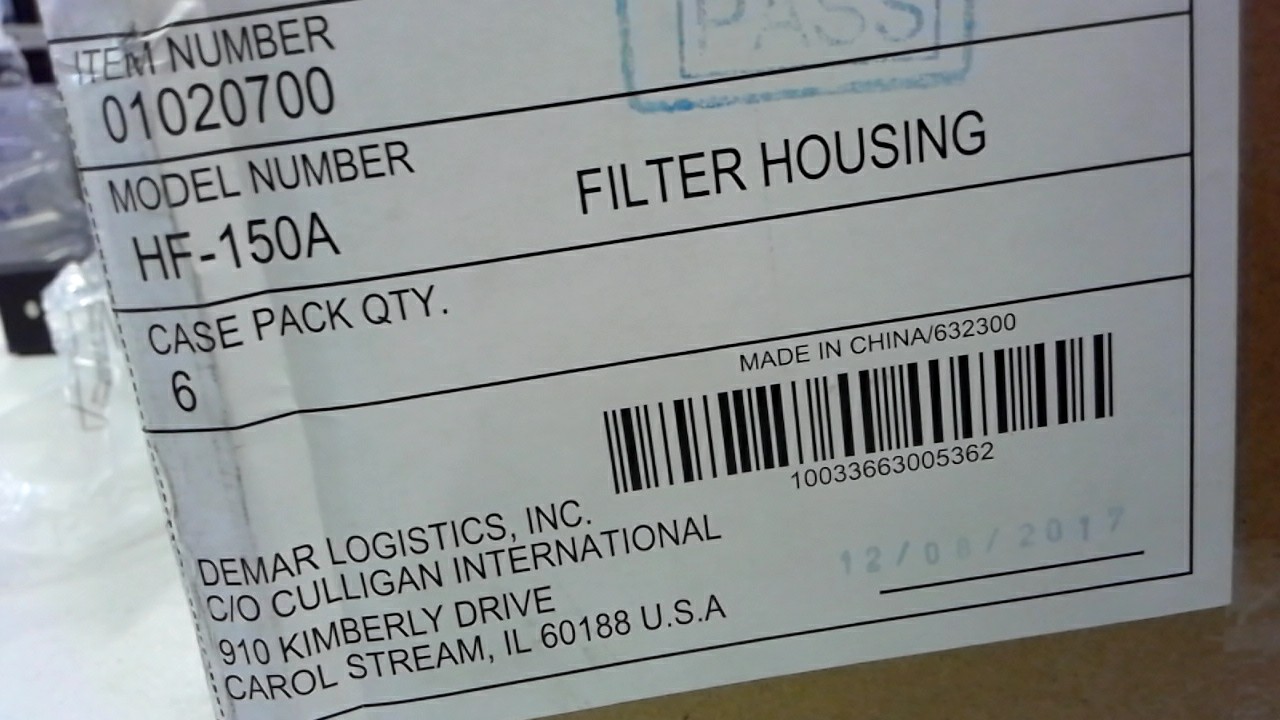 PASS
ITEM NUMBER
01020700
MODEL NUMBER
HF-150A
FILTER HOUSING
CASE PACK QTY.
6
MADE IN CHINA/632300
10033663005362
DEMAR LOGISTICS, INC.
C/O CULLIGAN INTERNATIONAL
910 KIMBERLY DRIVE
CAROL STREAM, IL 60188 U.S.A
12/08/2017